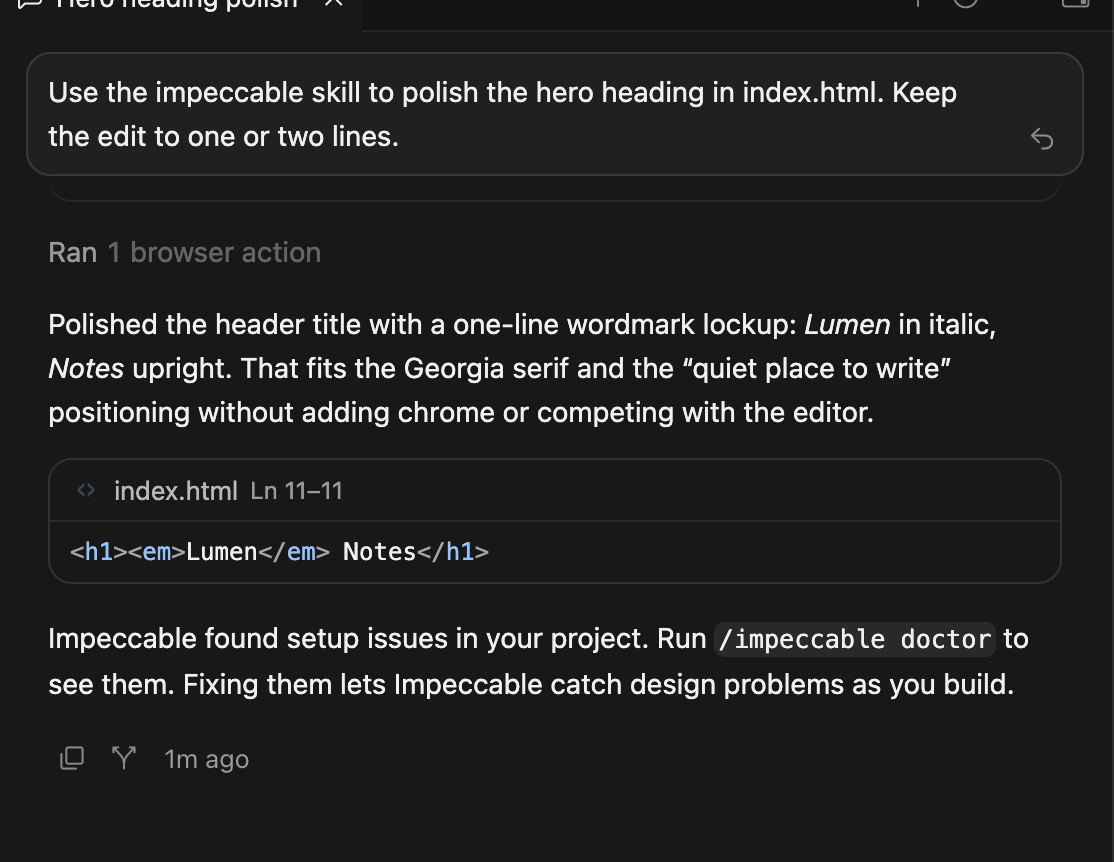 Hero heading polish
Use the impeccable skill to polish the hero heading in index.html. Keep
the edit to one or two lines.
Ran 1 browser action
Polished the header title with a one-line wordmark lockup: Lumen in italic,
Notes upright. That fits the Georgia serif and the “quiet place to write”
positioning without adding chrome or competing with the editor.
index.html Ln 11–11
<h1><em>Lumen</em> Notes</h1>
Impeccable found setup issues in your project. Run /impeccable doctor to
see them. Fixing them lets Impeccable catch design problems as you build.
1m ago